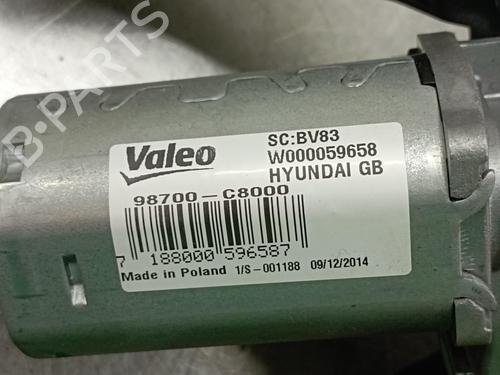 Valeo
SC:BV83
W000059658
HYUNDAI GB
98700-C8000
7 188000 596587
Made in Poland 1/S-001188 09/12/2014